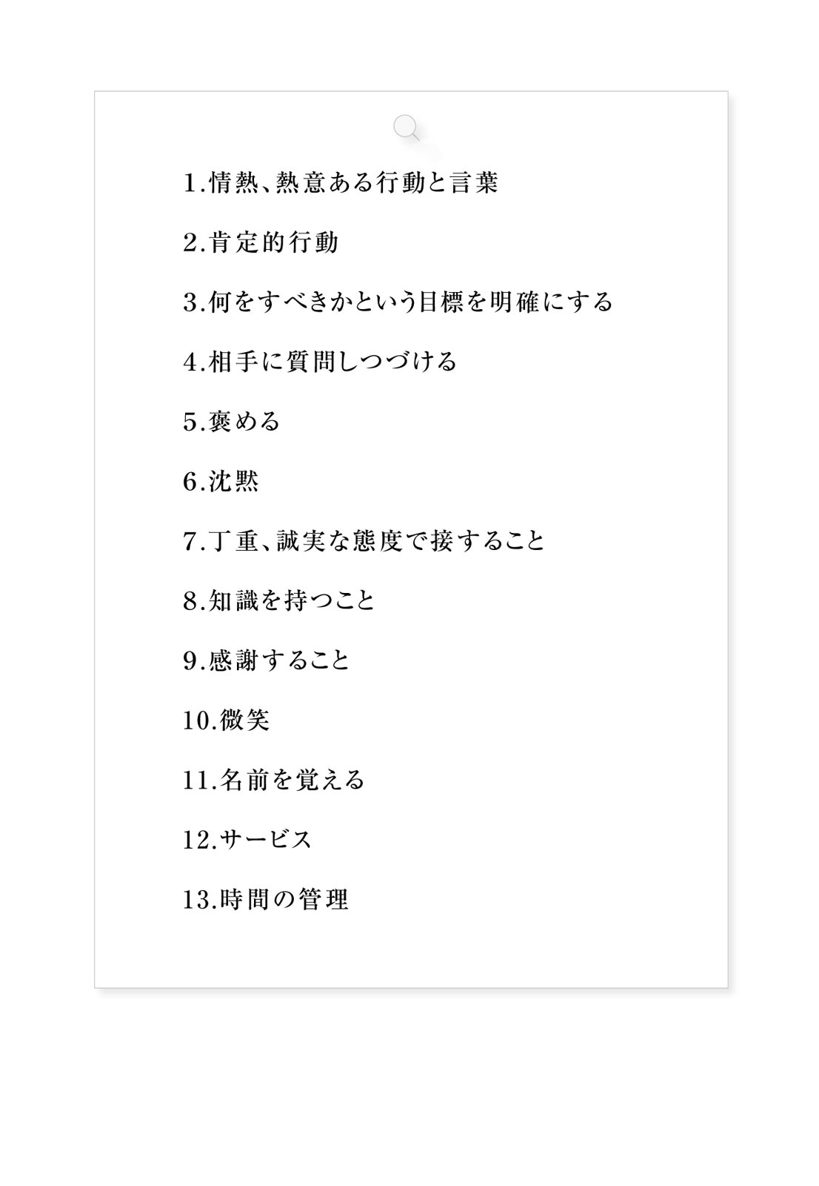 1.情熱、熱意ある行動と言葉
2.肯定的行動
3.何をすべきかという目標を明確にする
4.相手に質問しつづける
5.褒める
6.沈黙
7.丁重、誠実な態度で接すること
8.知識を持つこと
9.感謝すること
10.微笑
11.名前を覚える
12.サービス
13.時間の管理